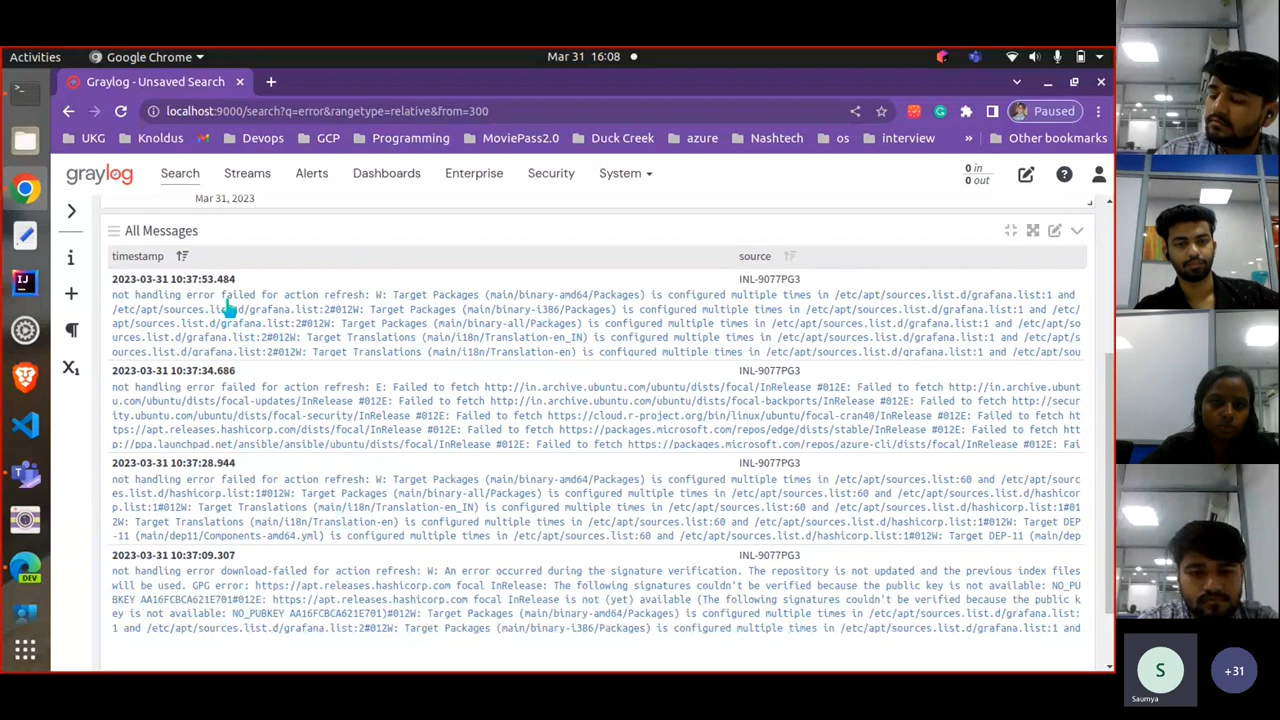 Activities
Google Chrome
Mar 31 16:08
Graylog - Unsaved Search
localhost:9000/search?q=error&rangetype=relative&from=300
Paused
UKG
Knoldus
Devops
GCP
Programming
MoviePass2.0
Duck Creek
azure
Nashtech
os
interview
»
Other bookmarks
graylog
Search
Streams
Alerts
Dashboards
Enterprise
Security
System
0 in
0 out
Mar 31, 2023
All Messages
timestamp
source
2023-03-31 10:37:53.484
INL-9077PG3
not handling error failed for action refresh: W: Target Packages (main/binary-amd64/Packages) is configured multiple times in /etc/apt/sources.list.d/grafana.list:1 and
/etc/apt/sources.list.d/grafana.list:2#012W: Target Packages (main/binary-i386/Packages) is configured multiple times in /etc/apt/sources.list.d/grafana.list:1 and /etc/
apt/sources.list.d/grafana.list:2#012W: Target Packages (main/binary-all/Packages) is configured multiple times in /etc/apt/sources.list.d/grafana.list:1 and /etc/apt/so
urces.list.d/grafana.list:2#012W: Target Translations (main/i18n/Translation-en_IN) is configured multiple times in /etc/apt/sources.list.d/grafana.list:1 and /etc/apt/s
ources.list.d/grafana.list:2#012W: Target Translations (main/i18n/Translation-en) is configured multiple times in /etc/apt/sources.list.d/grafana.list:1 and /etc/apt/sou
2023-03-31 10:37:34.686
INL-9077PG3
not handling error failed for action refresh: E: Failed to fetch http://in.archive.ubuntu.com/ubuntu/dists/focal/InRelease #012E: Failed to fetch http://in.archive.ubunt
u.com/ubuntu/dists/focal-updates/InRelease #012E: Failed to fetch http://in.archive.ubuntu.com/ubuntu/dists/focal-backports/InRelease #012E: Failed to fetch http://secur
ity.ubuntu.com/ubuntu/dists/focal-security/InRelease #012E: Failed to fetch https://cloud.r-project.org/bin/linux/ubuntu/focal-cran40/InRelease #012E: Failed to fetch ht
tps://apt.releases.hashicorp.com/dists/focal/InRelease #012E: Failed to fetch https://packages.microsoft.com/repos/edge/dists/stable/InRelease #012E: Failed to fetch htt
p://ppa.launchpad.net/ansible/ansible/ubuntu/dists/focal/InRelease #012E: Failed to fetch https://packages.microsoft.com/repos/azure-cli/dists/focal/InRelease #012E: Fai
2023-03-31 10:37:28.944
INL-9077PG3
not handling error failed for action refresh: W: Target Packages (main/binary-amd64/Packages) is configured multiple times in /etc/apt/sources.list:60 and /etc/apt/sourc
es.list.d/hashicorp.list:1#012W: Target Packages (main/binary-all/Packages) is configured multiple times in /etc/apt/sources.list:60 and /etc/apt/sources.list.d/hashicor
p.list:1#012W: Target Translations (main/i18n/Translation-en_IN) is configured multiple times in /etc/apt/sources.list:60 and /etc/apt/sources.list.d/hashicorp.list:1#01
2W: Target Translations (main/i18n/Translation-en) is configured multiple times in /etc/apt/sources.list:60 and /etc/apt/sources.list.d/hashicorp.list:1#012W: Target DEP
-11 (main/dep11/Components-amd64.yml) is configured multiple times in /etc/apt/sources.list:60 and /etc/apt/sources.list.d/hashicorp.list:1#012W: Target DEP-11 (main/dep
2023-03-31 10:37:09.307
INL-9077PG3
not handling error download-failed for action refresh: W: An error occurred during the signature verification. The repository is not updated and the previous index files
will be used. GPG error: https://apt.releases.hashicorp.com focal InRelease: The following signatures couldn't be verified because the public key is not available: NO_PU
BKEY AA16FCBCA621E701#012E: https://apt.releases.hashicorp.com focal InRelease is not (yet) available (The following signatures couldn't be verified because the public k
ey is not available: NO_PUBKEY AA16FCBCA621E701)#012W: Target Packages (main/binary-amd64/Packages) is configured multiple times in /etc/apt/sources.list.d/grafana.list:
1 and /etc/apt/sources.list.d/grafana.list:2#012W: Target Packages (main/binary-i386/Packages) is configured multiple times in /etc/apt/sources.list.d/grafana.list:1 and
DEV
S
Saumya
+31